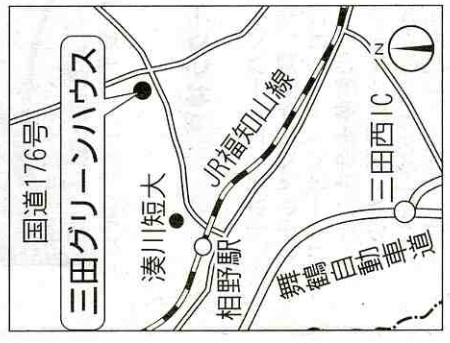 国道176号
三田グリーンハウス
湊川短大
JR福知山線
相野駅
三田西IC
舞鶴自動車道
N